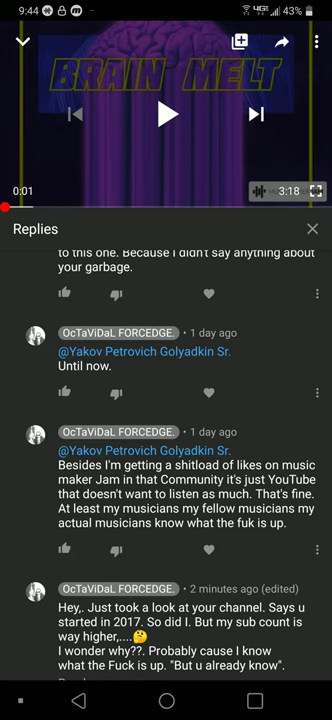 9:44
43%
BRAIN MELT
0:01
3:18
Replies
to this one. Because I didn't say anything about
your garbage.
OcTaViDaL FORCEDGE. • 1 day ago
@Yakov Petrovich Golyadkin Sr.
Until now.
OcTaViDaL FORCEDGE. • 1 day ago
@Yakov Petrovich Golyadkin Sr.
Besides I'm getting a shitload of likes on music
maker Jam in that Community it's just YouTube
that doesn't want to listen as much. That's fine.
At least my musicians my fellow musicians my
actual musicians know what the fuk is up.
OcTaViDaL FORCEDGE. • 2 minutes ago (edited)
Hey,. Just took a look at your channel. Says u
started in 2017. So did I. But my sub count is
way higher,....🤔
I wonder why??. Probably cause I know
what the Fuck is up. "But u already know".